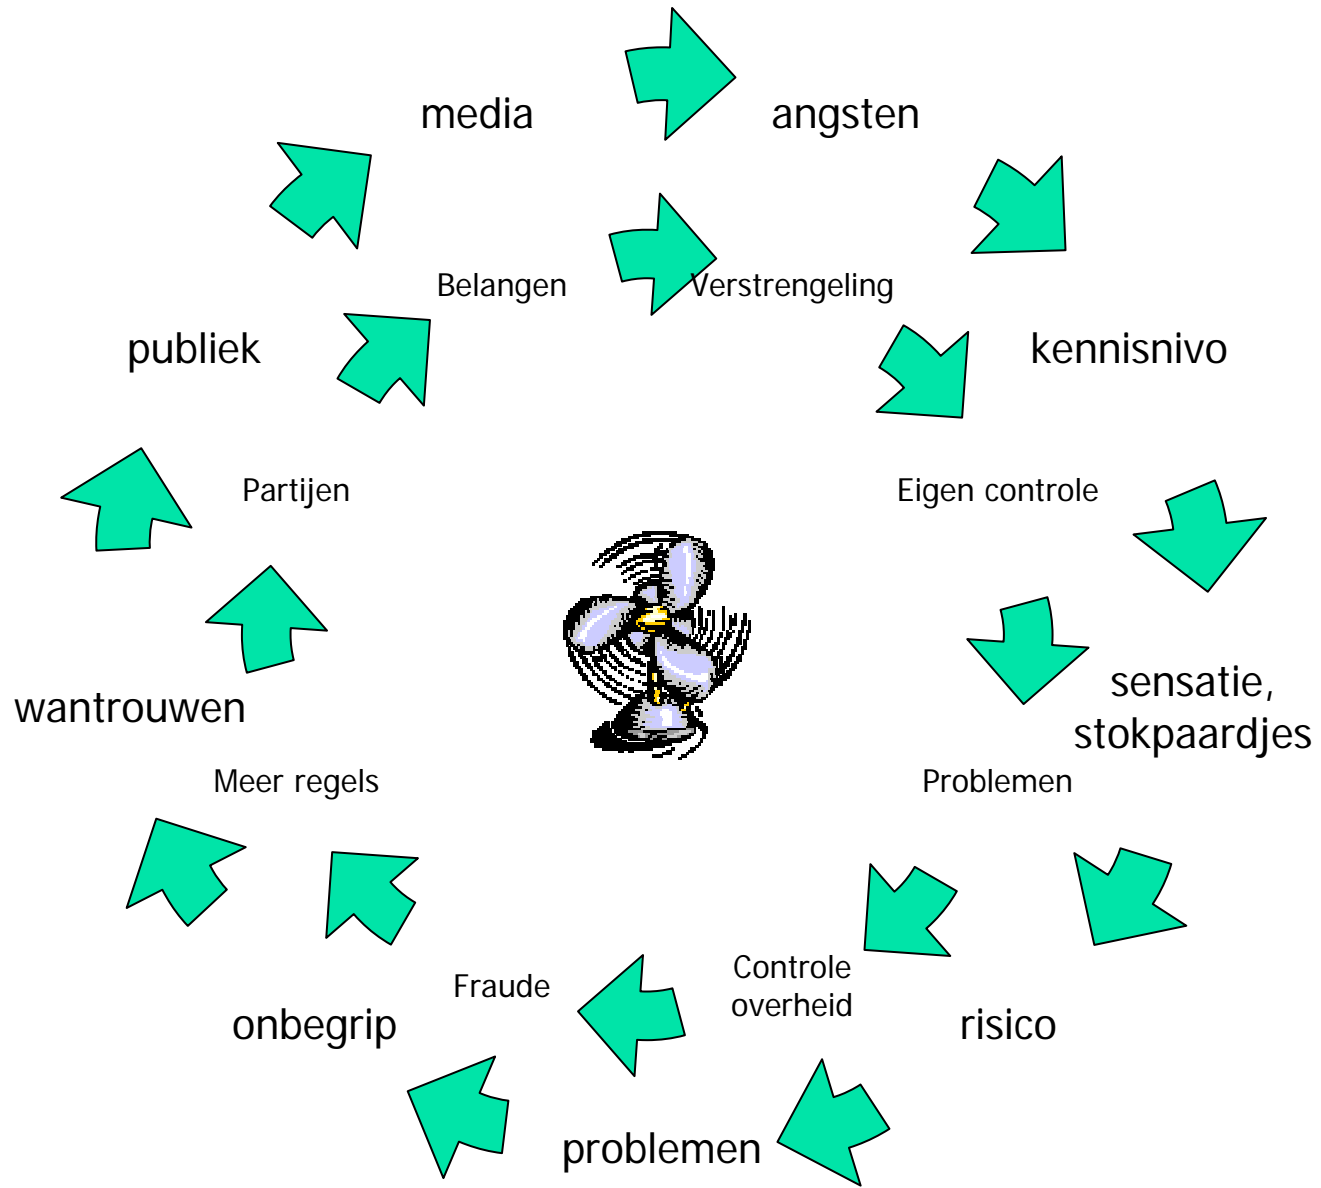 media
angsten
Belangen
Verstrengeling
publiek
kennisnivo
Partijen
Eigen controle
sensatie,
stokpaardjes
wantrouwen
Meer regels
Problemen
Controle
overheid
Fraude
onbegrip
risico
problemen